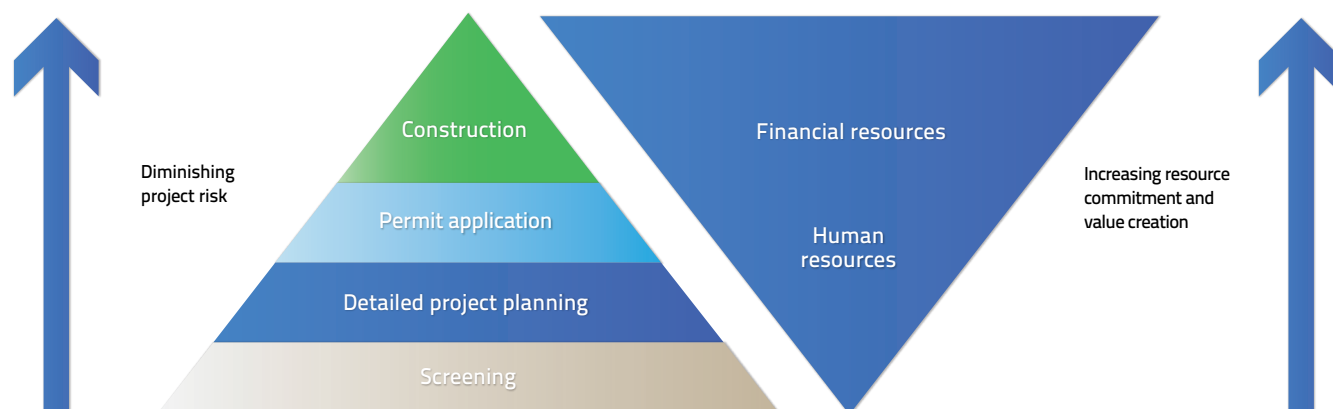 Diminishing
project risk
Construction
Permit application
Detailed project planning
Screening
Financial resources
Human
resources
Increasing resource
commitment and
value creation